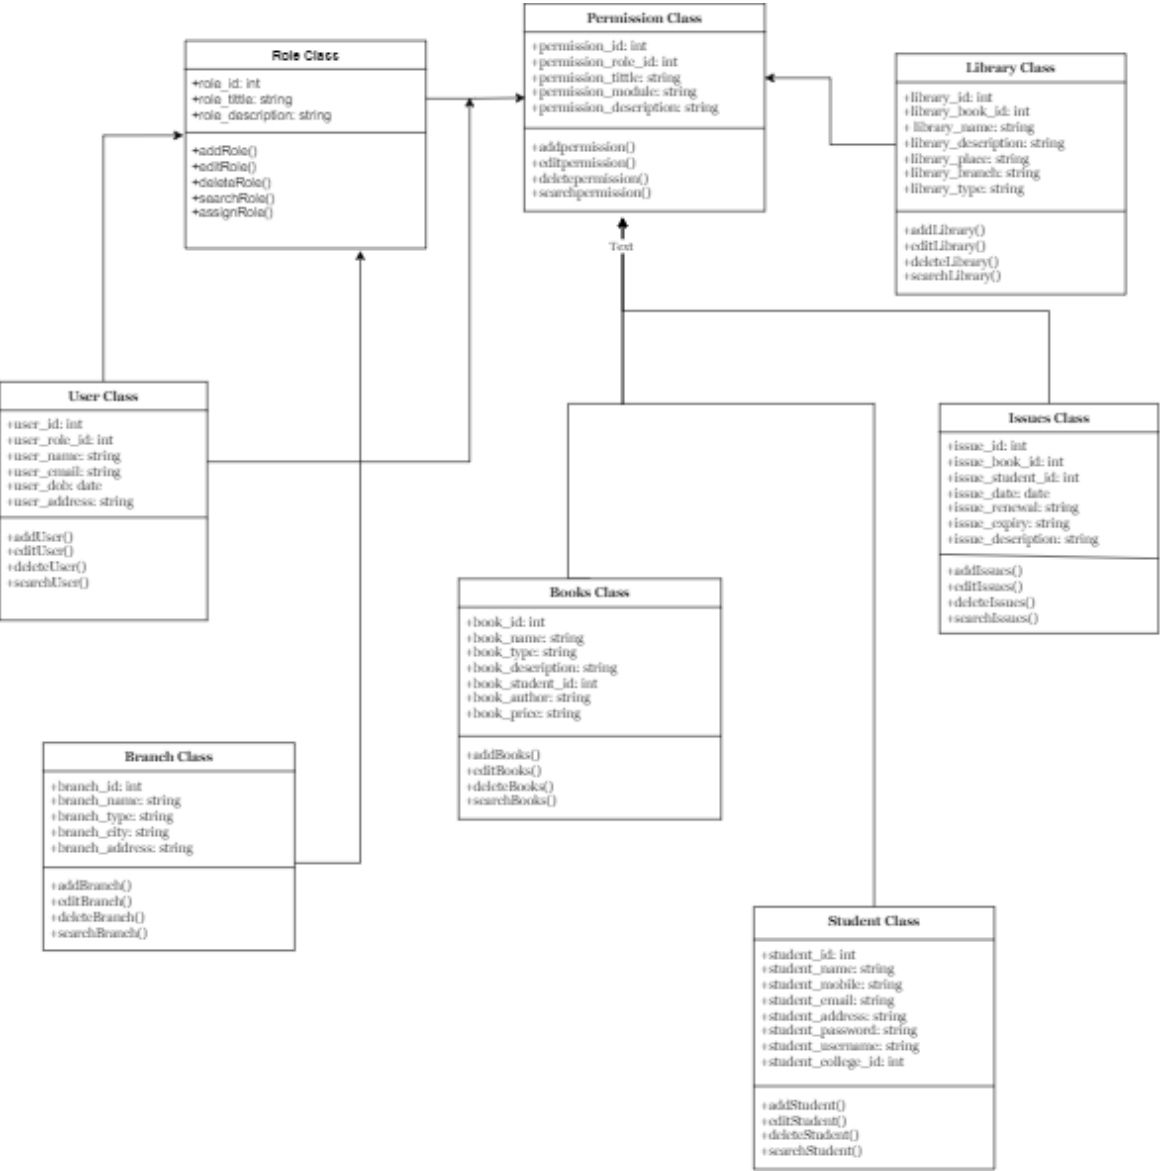 Permission Class
+permission_id: int
+permission_role_id: int
+permission_tittle: string
+permission_module: string
+permission_description: string
+addpermission()
+editpermission()
+deletepermission()
+searchpermission()
Role Class
+role_id: int
+role_tittle: string
+role_description: string
+addRole()
+editRole()
+deleteRole()
+searchRole()
+assignRole()
Library Class
+library_id: int
+library_book_id: int
+ library_name: string
+library_description: string
+library_place: string
+library_branch: string
+library_type: string
+addLibrary()
+editLibrary()
+deleteLibrary()
+searchLibrary()
Text
User Class
+user_id: int
+user_role_id: int
+user_name: string
+user_email: string
+user_dob: date
+user_address: string
+addUser()
+editUser()
+deleteUser()
+searchUser()
Issues Class
+issue_id: int
+issue_book_id: int
+issue_student_id: int
+issue_date: date
+issue_renewal: string
+issue_expiry: string
+issue_description: string
+addIssues()
+editIssues()
+deleteIssues()
+searchIssues()
Books Class
+book_id: int
+book_name: string
+book_type: string
+book_description: string
+book_student_id: int
+book_author: string
+book_price: string
+addBooks()
+editBooks()
+deleteBooks()
+searchBooks()
Branch Class
+branch_id: int
+branch_name: string
+branch_type: string
+branch_city: string
+branch_address: string
+addBranch()
+editBranch()
+deleteBranch()
+searchBranch()
Student Class
+student_id: int
+student_name: string
+student_mobile: string
+student_email: string
+student_address: string
+student_password: string
+student_username: string
+student_college_id: int
+addStudent()
+editStudent()
+deleteStudent()
+searchStudent()